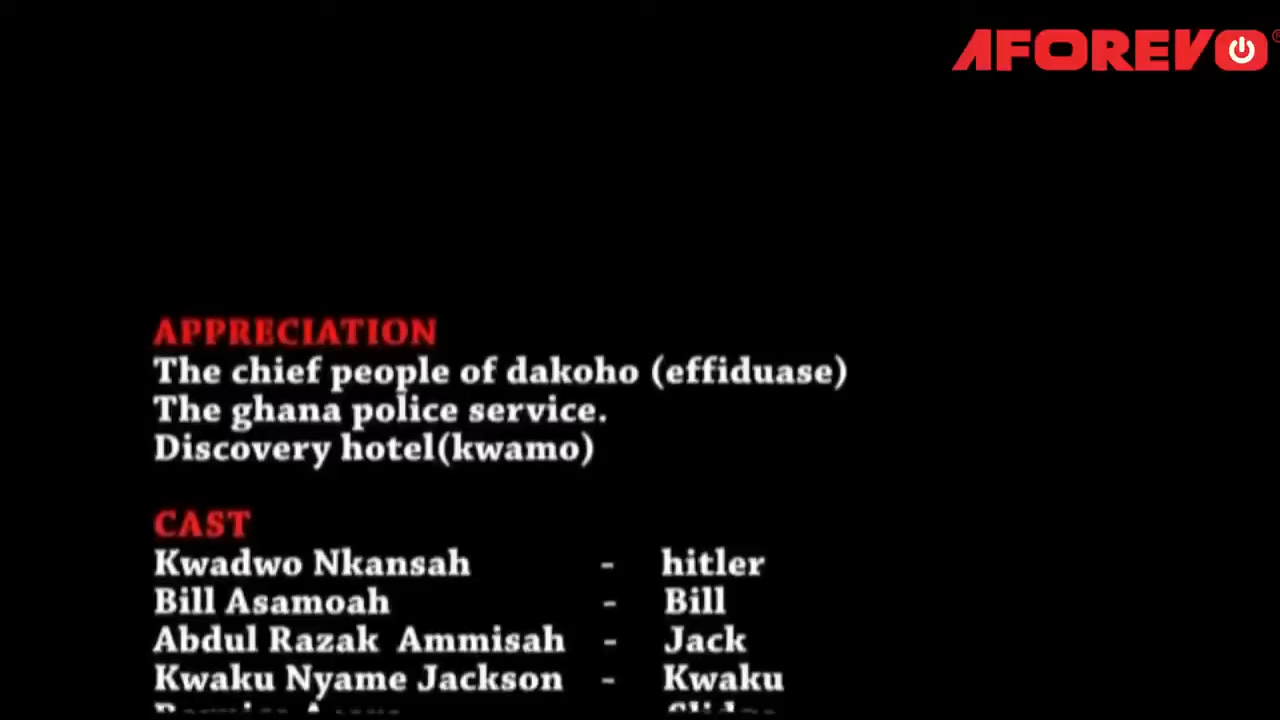 AFOREVO
APPRECIATION
The chief people of dakoho (effiduase)
The ghana police service.
Discovery hotel(kwamo)
CAST
Kwadwo Nkansah - hitler
Bill Asamoah - Bill
Abdul Razak Ammisah - Jack
Kwaku Nyame Jackson - Kwaku